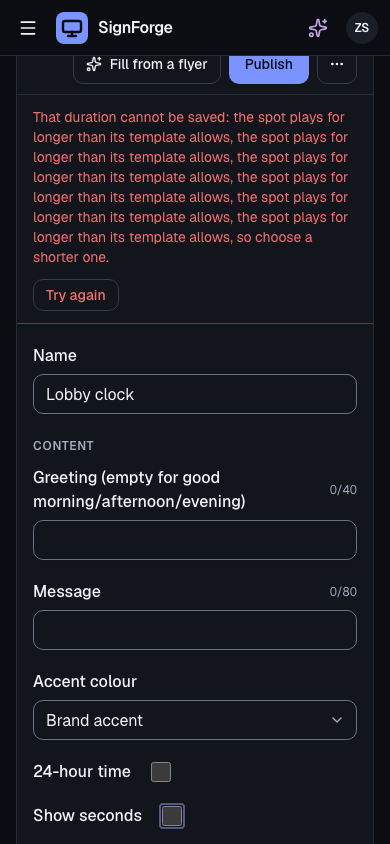 SignForge
ZS
Fill from a flyer
Publish
That duration cannot be saved: the spot plays for
longer than its template allows, the spot plays for
longer than its template allows, the spot plays for
longer than its template allows, the spot plays for
longer than its template allows, the spot plays for
longer than its template allows, the spot plays for
longer than its template allows, so choose a
shorter one.
Try again
Name
Lobby clock
CONTENT
Greeting (empty for good
morning/afternoon/evening)
0/40
Message
0/80
Accent colour
Brand accent
24-hour time
Show seconds